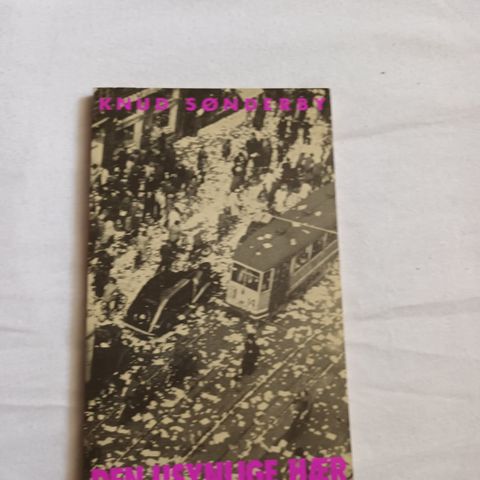 KNUD SØNDERBY
DEN USYNLIGE HÆR